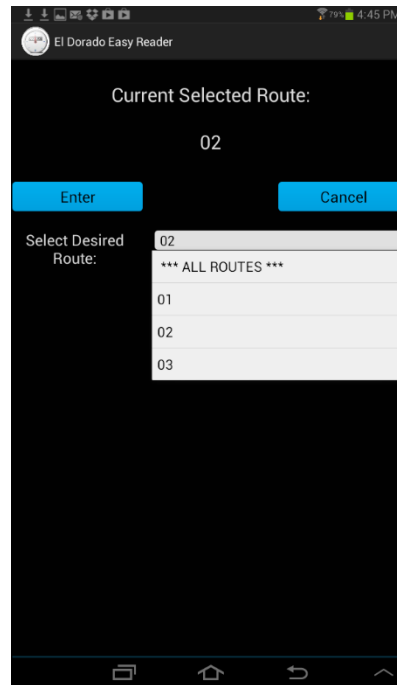 79% 4:45 PM
El Dorado Easy Reader
Current Selected Route:
02
Enter Cancel
Select Desired
Route:
02
*** ALL ROUTES ***
01
02
03